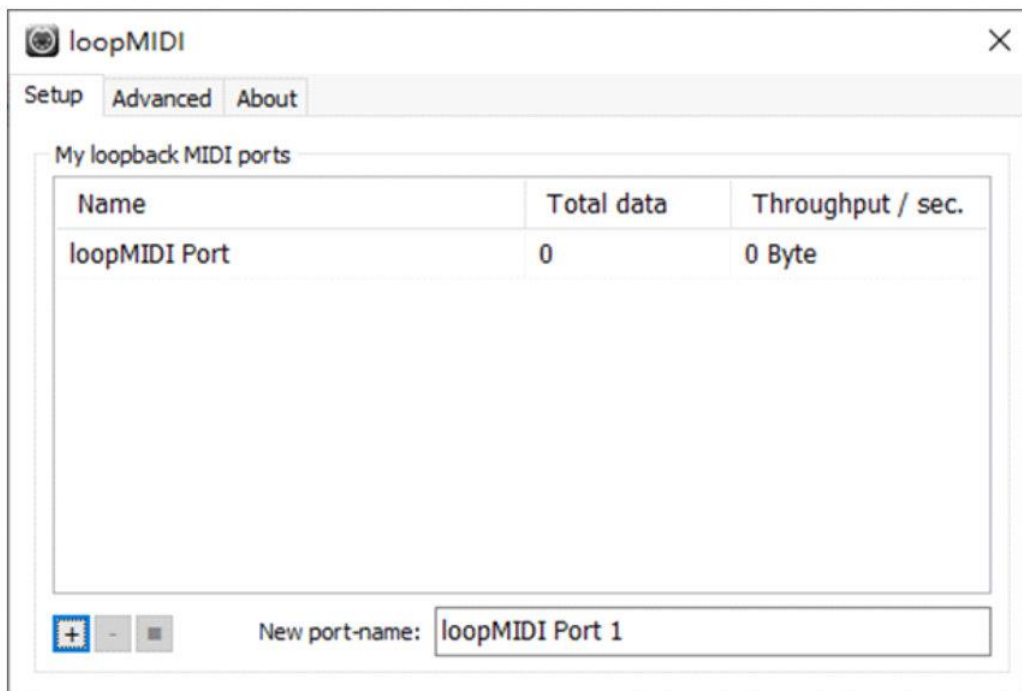 loopMIDI
Setup Advanced About
My loopback MIDI ports
Name Total data Throughput / sec.
loopMIDI Port 0 0 Byte
+ - New port-name: loopMIDI Port 1